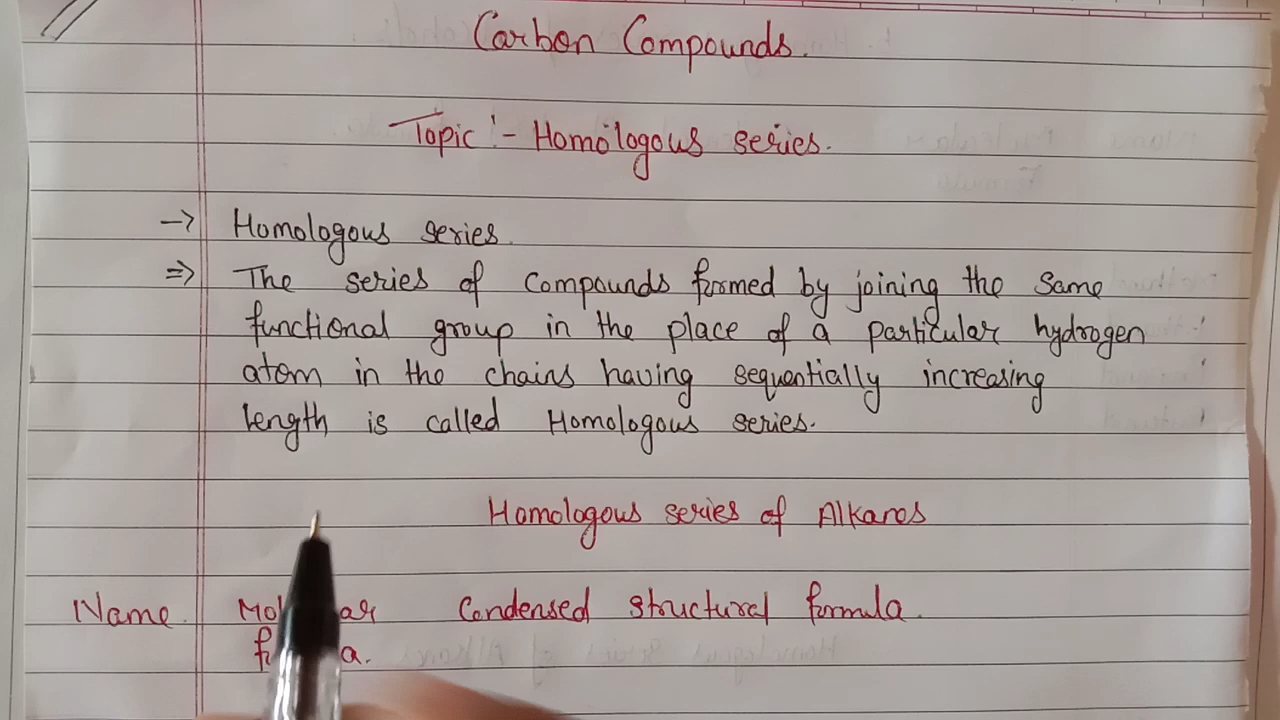 Carbon Compounds.
Topic :- Homologous series.
→ Homologous series.
⇒ The series of compounds formed by joining the same
functional group in the place of a particular hydrogen
atom in the chains having sequentially increasing
length is called Homologous series.
Homologous series of Alkanes
Name. Condensed structural formula.